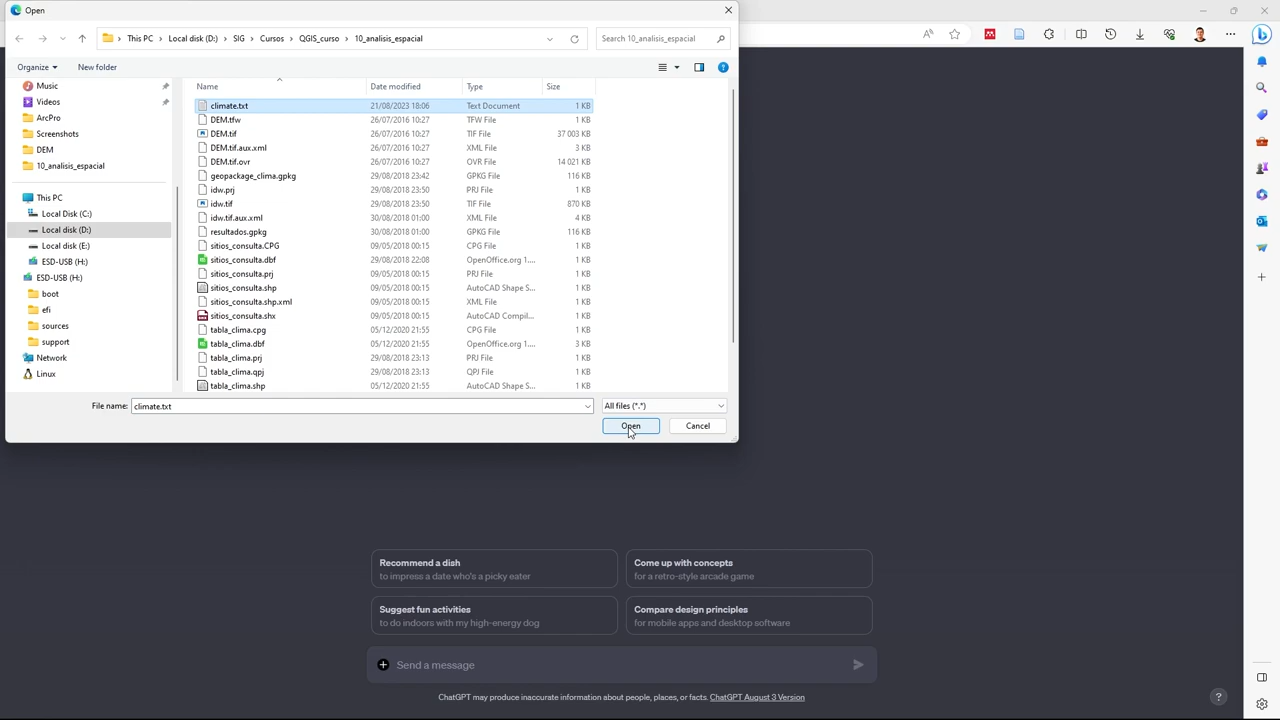 Open
This PC > Local disk (D:) > SIG > Cursos > QGIS_curso > 10_analisis_espacial
Search 10_analisis_espacial
Organize
New folder
Music
Videos
ArcPro
Screenshots
DEM
10_analisis_espacial
This PC
Local Disk (C:)
Local disk (D:)
Local disk (E:)
ESD-USB (H:)
ESD-USB (H:)
boot
efi
sources
support
Network
Linux
Name Date modified Type Size
climate.txt 21/08/2023 18:06 Text Document 1 KB
DEM.tfw 26/07/2016 10:27 TFW File 1 KB
DEM.tif 26/07/2016 10:27 TIF File 37 003 KB
DEM.tif.aux.xml 26/07/2016 10:27 XML File 3 KB
DEM.tif.ovr 26/07/2016 10:27 OVR File 14 021 KB
geopackage_clima.gpkg 29/08/2018 23:42 GPKG File 116 KB
idw.prj 29/08/2018 23:50 PRJ File 1 KB
idw.tif 29/08/2018 23:50 TIF File 870 KB
idw.tif.aux.xml 30/08/2018 01:00 XML File 4 KB
resultados.gpkg 30/08/2018 01:00 GPKG File 116 KB
sitios_consulta.CPG 09/05/2018 00:15 CPG File 1 KB
sitios_consulta.dbf 29/08/2018 22:08 OpenOffice.org 1.... 1 KB
sitios_consulta.prj 09/05/2018 00:15 PRJ File 1 KB
sitios_consulta.shp 09/05/2018 00:15 AutoCAD Shape S... 1 KB
sitios_consulta.shp.xml 09/05/2018 00:15 XML File 1 KB
sitios_consulta.shx 09/05/2018 00:15 AutoCAD Compil... 1 KB
tabla_clima.cpg 05/12/2020 21:55 CPG File 1 KB
tabla_clima.dbf 05/12/2020 21:55 OpenOffice.org 1.... 3 KB
tabla_clima.prj 29/08/2018 23:13 PRJ File 1 KB
tabla_clima.qpj 29/08/2018 23:13 QPJ File 1 KB
tabla_clima.shp 05/12/2020 21:55 AutoCAD Shape S... 1 KB
File name: climate.txt
All files (*.*)
Open
Cancel
Recommend a dish
to impress a date who's a picky eater
Come up with concepts
for a retro-style arcade game
Suggest fun activities
to do indoors with my high-energy dog
Compare design principles
for mobile apps and desktop software
Send a message
ChatGPT may produce inaccurate information about people, places, or facts. ChatGPT August 3 Version
?